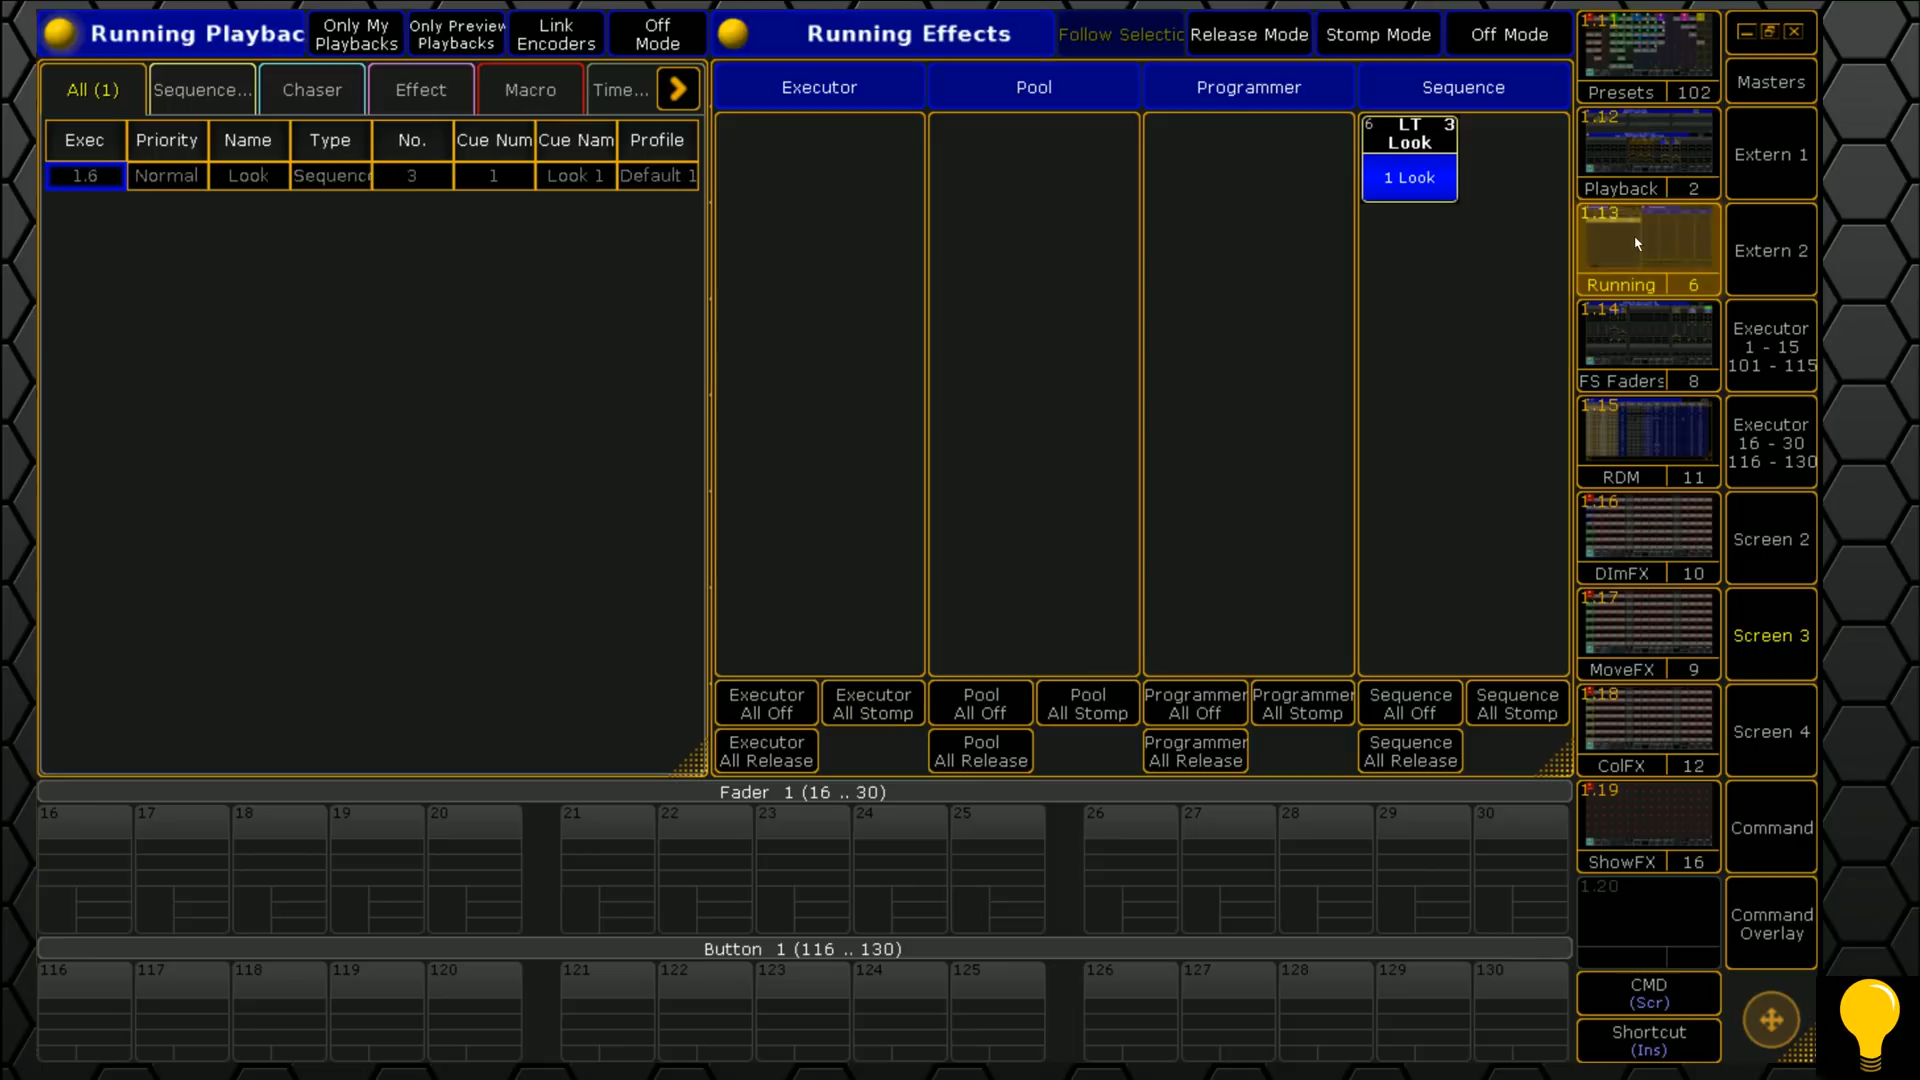 Running Playbac
Only My
Playbacks
Only Preview
Playbacks
Link
Encoders
Off
Mode
Running Effects
Follow Selectic
Release Mode
Stomp Mode
Off Mode
All (1)
Sequence...
Chaser
Effect
Macro
Time...
Exec
Priority
Name
Type
No.
Cue Num
Cue Nam
Profile
1.6
Normal
Look
Sequenc
3
1
Look 1
Default 1
Executor
Pool
Programmer
Sequence
6 LT 3
Look
1 Look
Executor
All Off
Executor
All Stomp
Pool
All Off
Pool
All Stomp
Programmer
All Off
Programmer
All Stomp
Sequence
All Off
Sequence
All Stomp
Executor
All Release
Pool
All Release
Programmer
All Release
Sequence
All Release
Fader 1 (16 .. 30)
16 17 18 19 20 21 22 23 24 25 26 27 28 29 30
Button 1 (116 .. 130)
116 117 118 119 120 121 122 123 124 125 126 127 128 129 130
1.11
Presets 102
1.12
Playback 2
1.13
Running 6
1.14
FS Faders 8
1.15
RDM 11
1.16
DImFX 10
1.17
MoveFX 9
1.18
ColFX 12
1.19
ShowFX 16
1.20
CMD
(Scr)
Shortcut
(Ins)
Masters
Extern 1
Extern 2
Executor
1 - 15
101 - 115
Executor
16 - 30
116 - 130
Screen 2
Screen 3
Screen 4
Command
Command
Overlay